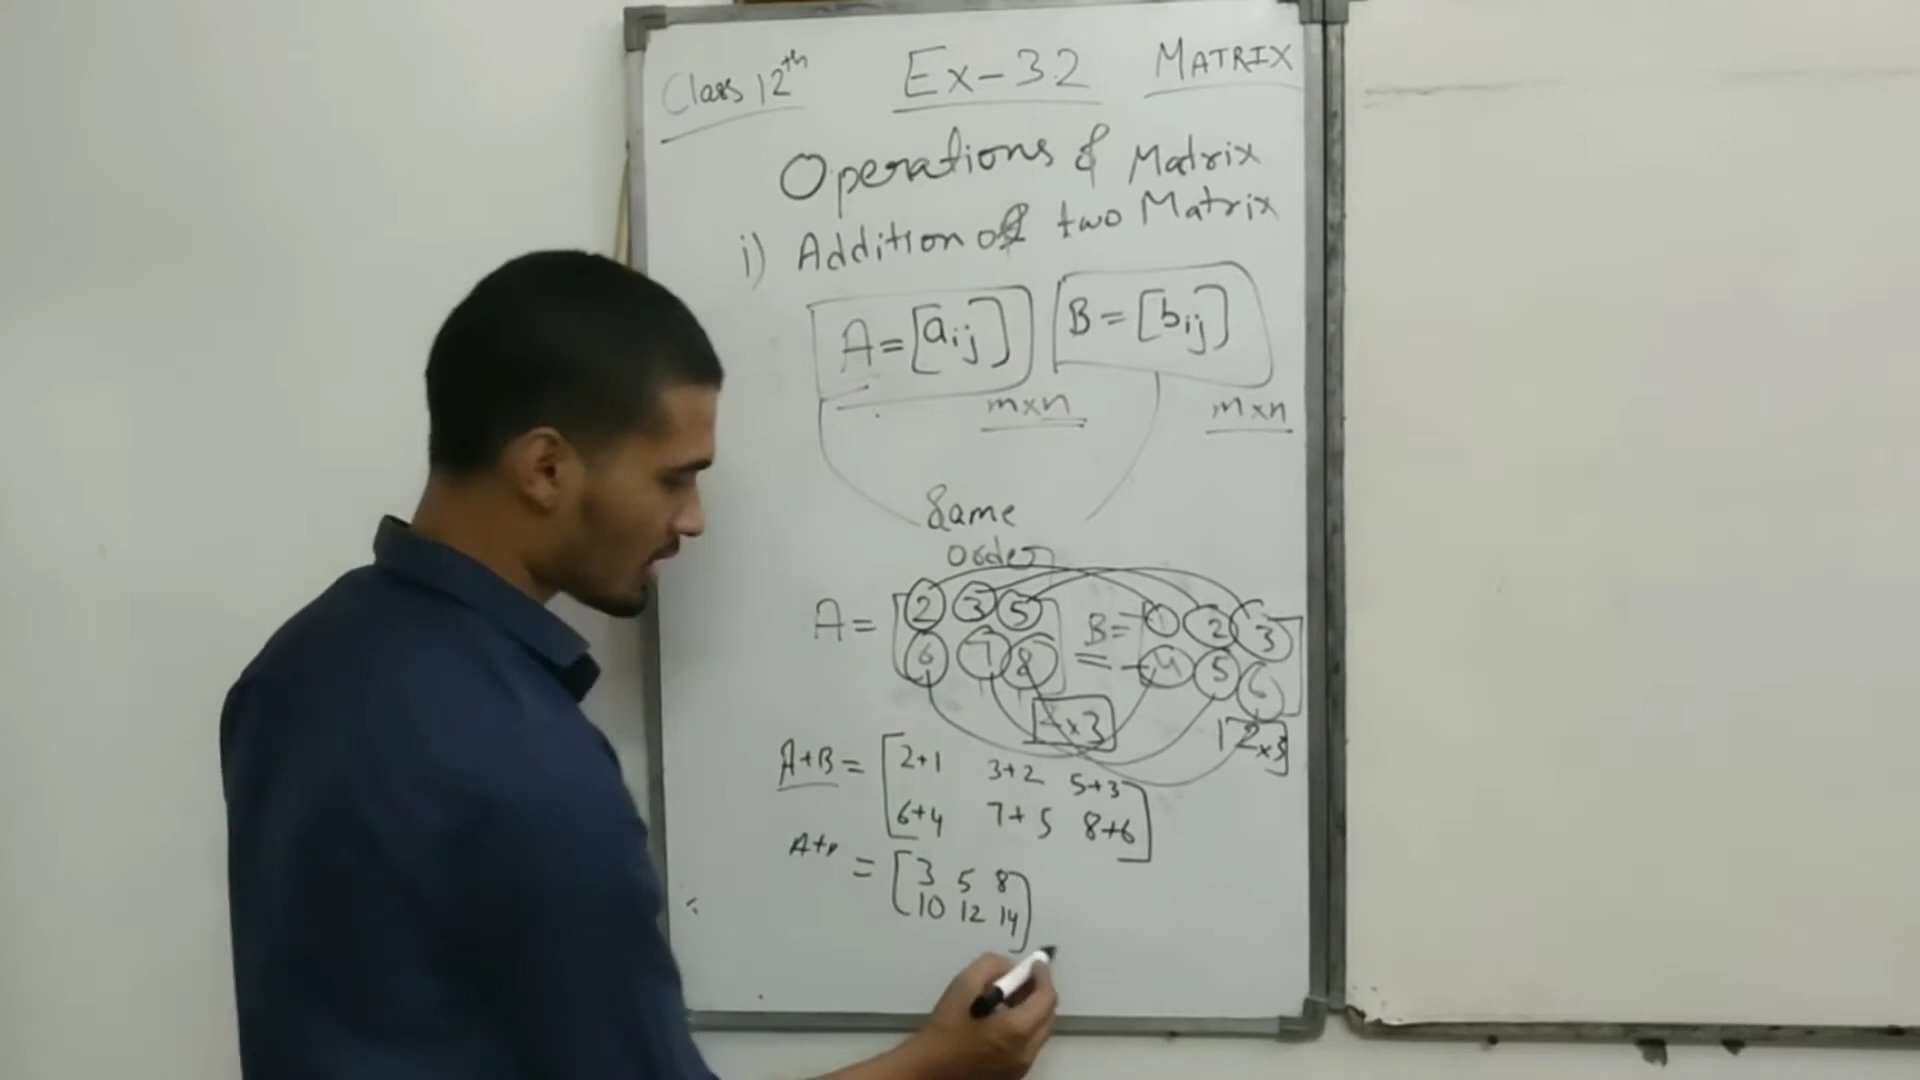 Class 12th Ex-3.2 MATRIX
Operations of Matrix
i) Addition of two Matrix
A = [aij] B = [bij]
m×n m×n
Same
order
A = [2 3 5 B = [1 2 3]
6 7 8] 4 5 6]
2×3 2×3
A+B = [2+1 3+2 5+3
6+4 7+5 8+6]
= [3 5 8
10 12 14]